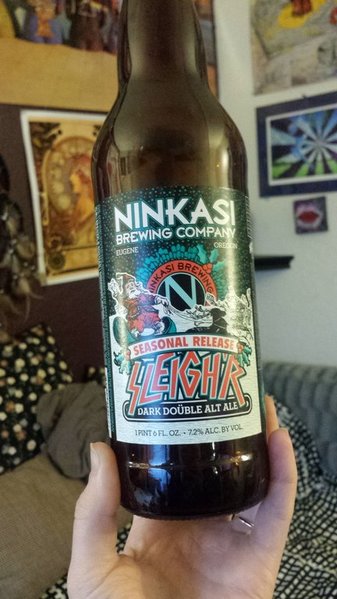 NINKASI
BREWING COMPANY
EUGENE OREGON
NINKASI BREWING
N
SEASONAL RELEASE
SLEIGH'R
DARK DOÜBLE ALT ALE
1 PINT 6 FL. OZ. - 7.2% ALC. BY VOL.